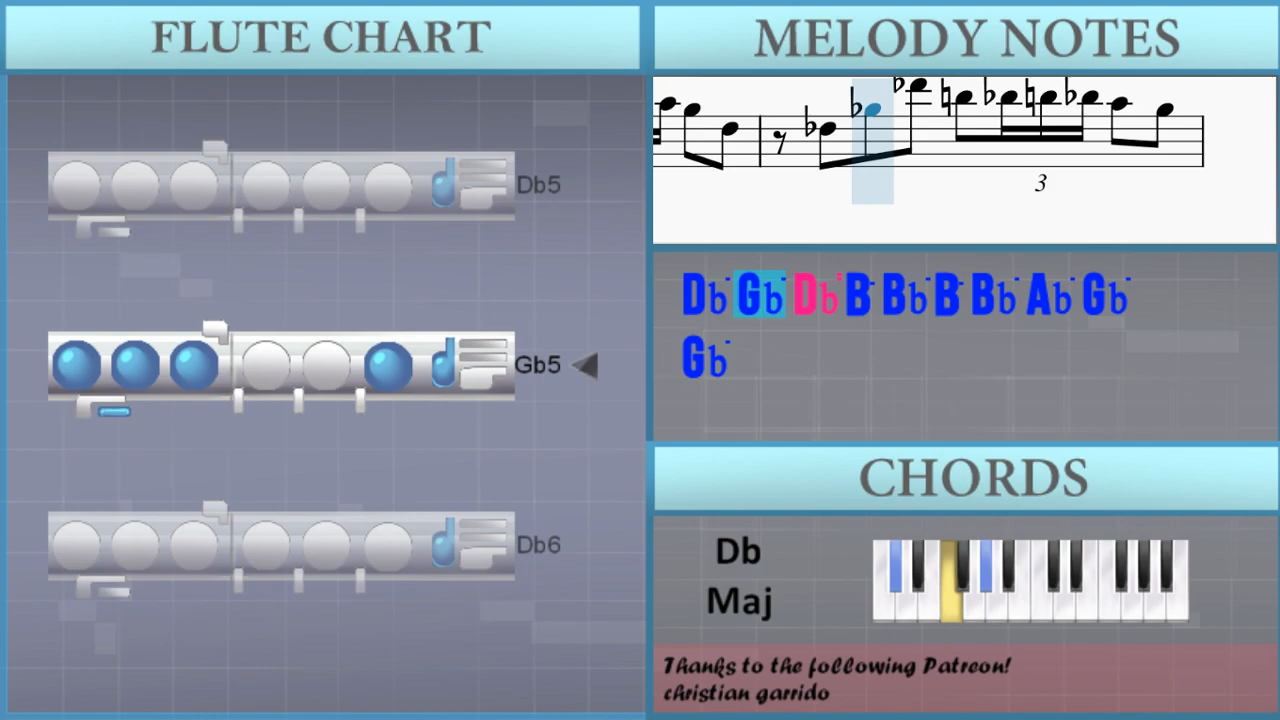 FLUTE CHART
Db5
Gb5
Db6
MELODY NOTES
3
Db˙ Gb˙ Db¨ B˙ Bb˙ B˙ Bb˙ Ab˙ Gb˙
Gb˙
CHORDS
Db
Maj
Thanks to the following Patreon!
christian garrido